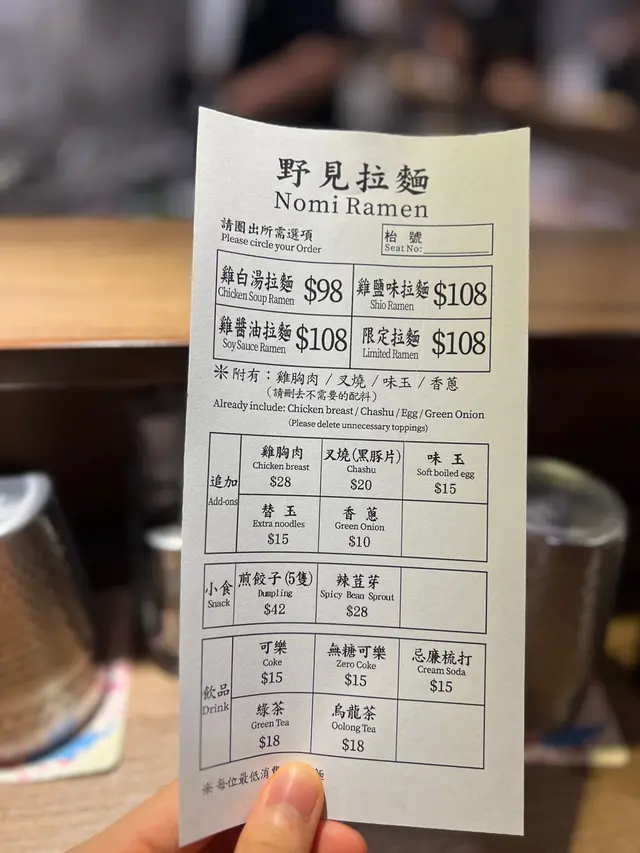 野見拉麵
Nomi Ramen
請圈出所需選項
Please circle your Order
枱 號
Seat No:
雞白湯拉麵 $98
Chicken Soup Ramen
雞鹽味拉麵 $108
Shio Ramen
雞醬油拉麵 $108
Soy Sauce Ramen
限定拉麵 $108
Limited Ramen
※ 附有：雞胸肉 / 叉燒 / 味玉 / 香蔥
（請刪去不需要的配料）
Already include: Chicken breast / Chashu / Egg / Green Onion
(Please delete unnecessary toppings)
追加
Add-ons
雞胸肉
Chicken breast
$28
叉燒(黑豚片)
Chashu
$20
味 玉
Soft boiled egg
$15
替 玉
Extra noodles
$15
香 蔥
Green Onion
$10
小食
Snack
煎餃子(5隻)
Dumpling
$42
辣荳芽
Spicy Bean Sprout
$28
飲品
Drink
可樂
Coke
$15
無糖可樂
Zero Coke
$15
忌廉梳打
Cream Soda
$15
綠茶
Green Tea
$18
烏龍茶
Oolong Tea
$18
※ 每位最低消